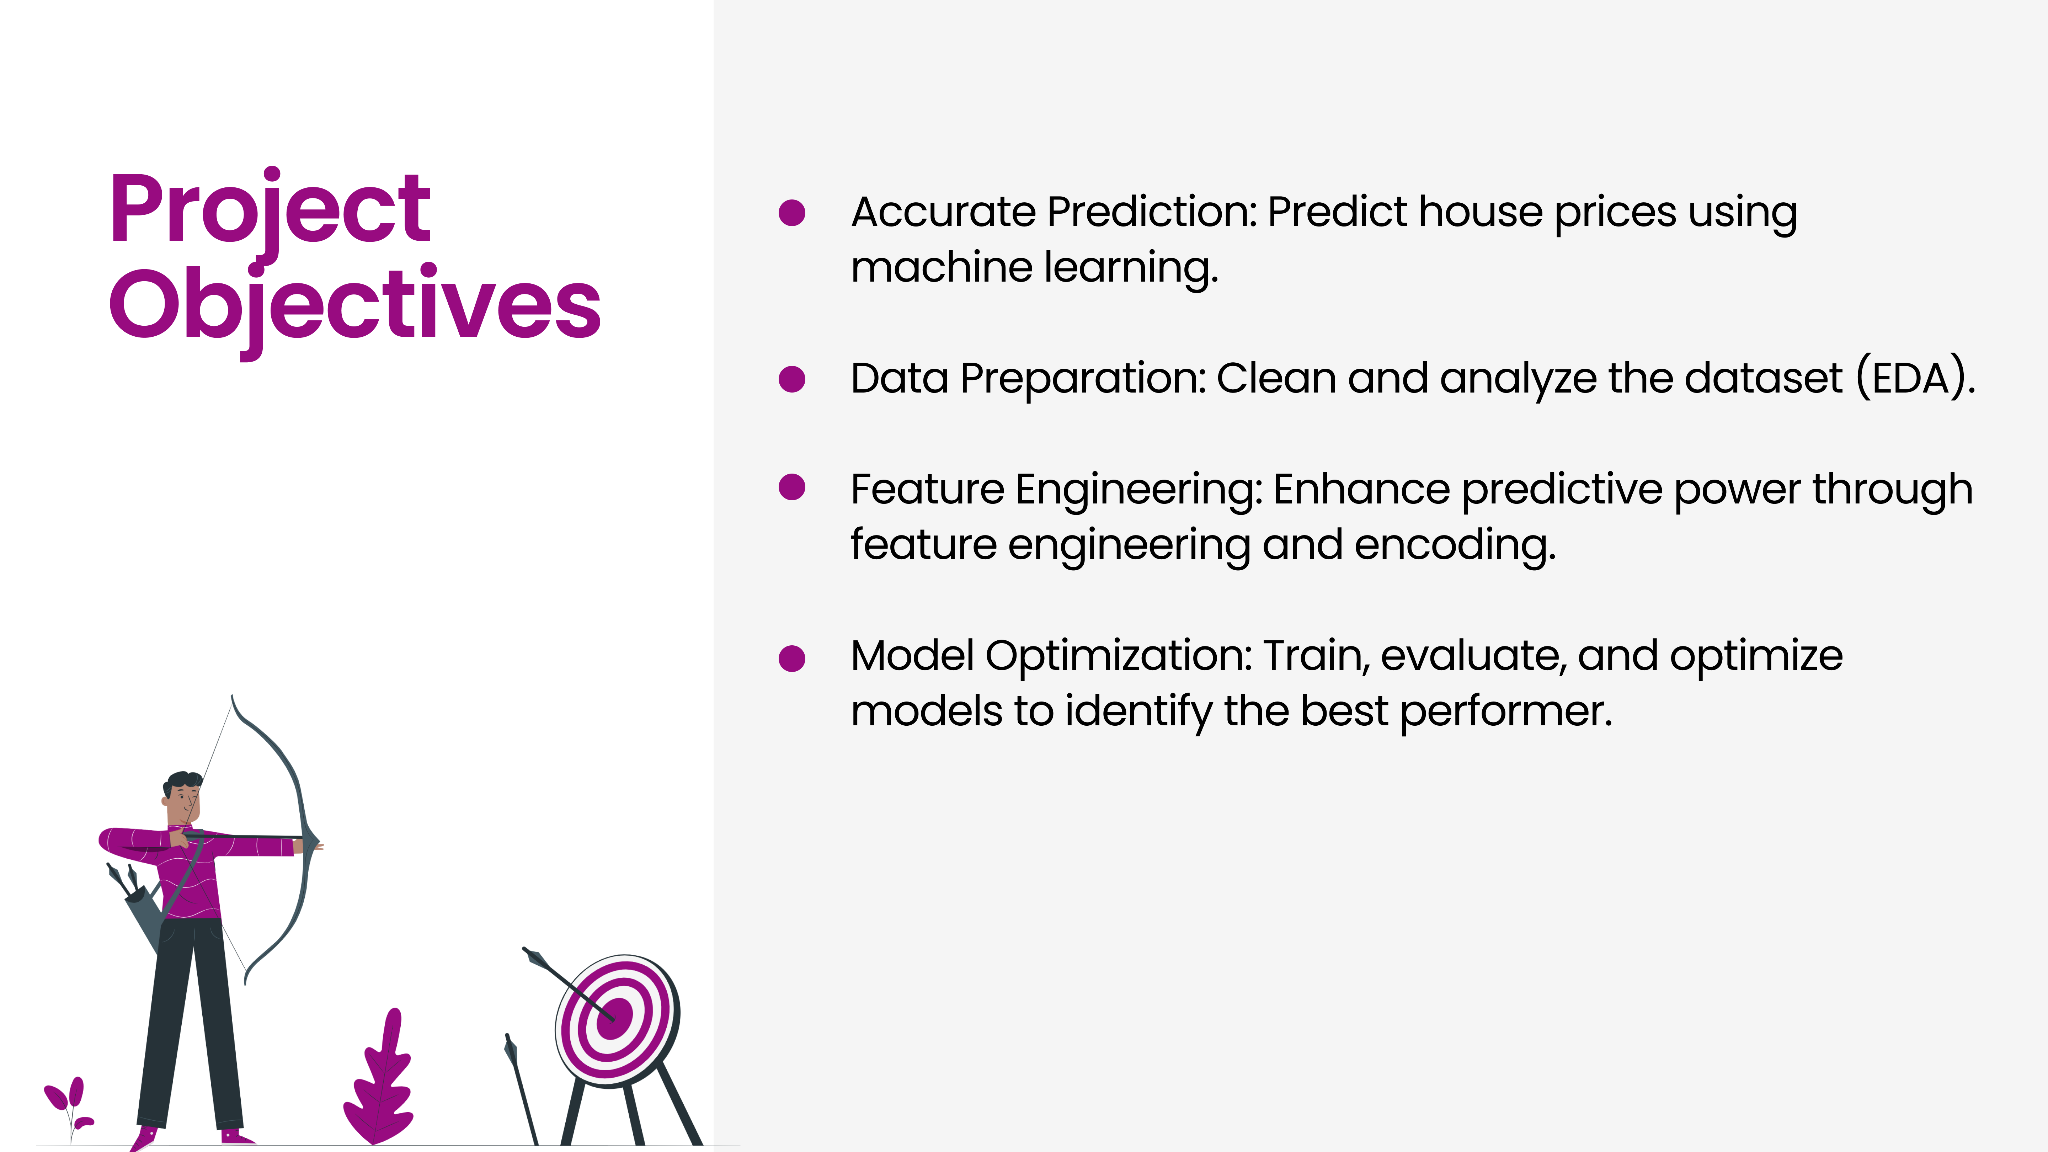 Project
Objectives
Accurate Prediction: Predict house prices using
machine learning.
Data Preparation: Clean and analyze the dataset (EDA).
Feature Engineering: Enhance predictive power through
feature engineering and encoding.
Model Optimization: Train, evaluate, and optimize
models to identify the best performer.